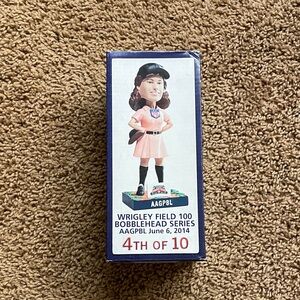 AAGPBL
WRIGLEY FIELD 100
BOBBLEHEAD SERIES
AAGPBL June 6, 2014
4TH OF 10